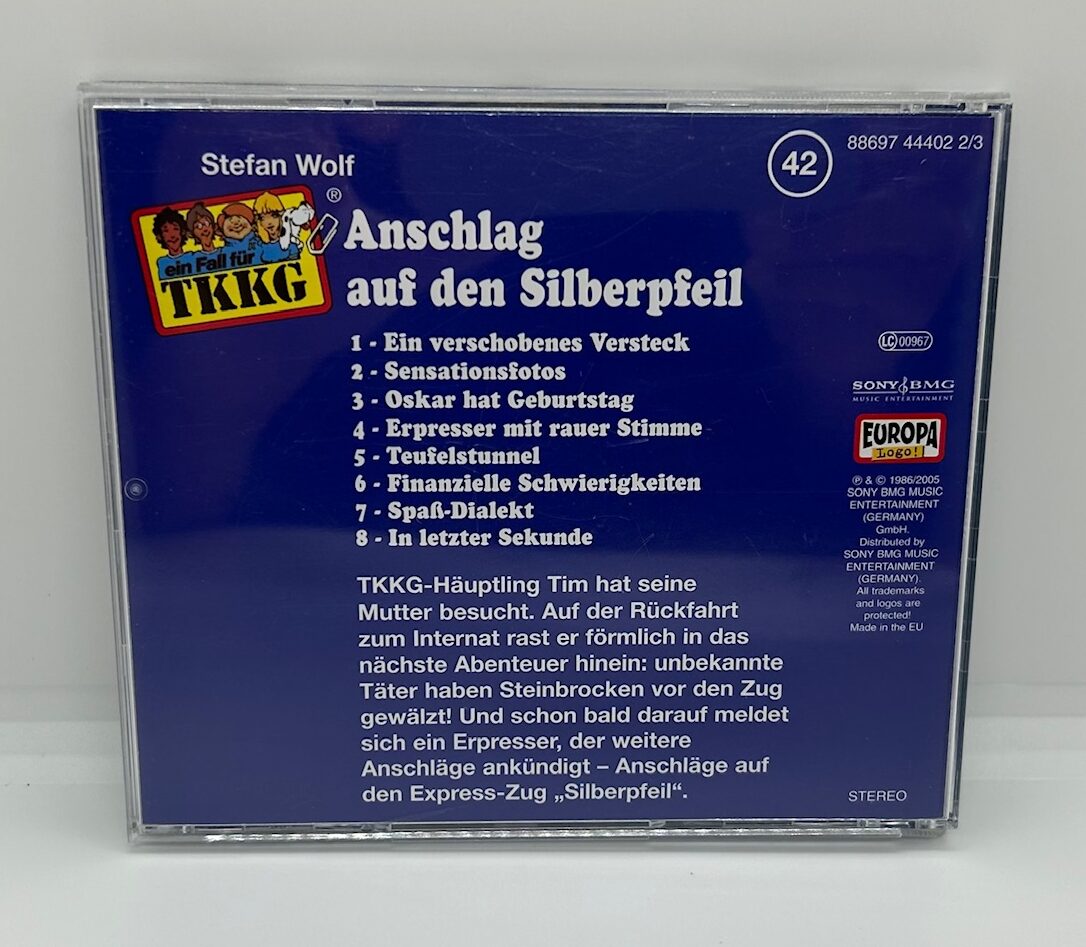 Stefan Wolf
42
88697 44402 2/3
®
ein Fall für
TKKG
Anschlag
auf den Silberpfeil
1 - Ein verschobenes Versteck
2 - Sensationsfotos
3 - Oskar hat Geburtstag
4 - Erpresser mit rauer Stimme
5 - Teufelstunnel
6 - Finanzielle Schwierigkeiten
7 - Spaß-Dialekt
8 - In letzter Sekunde
TKKG-Häuptling Tim hat seine
Mutter besucht. Auf der Rückfahrt
zum Internat rast er förmlich in das
nächste Abenteuer hinein: unbekannte
Täter haben Steinbrocken vor den Zug
gewälzt! Und schon bald darauf meldet
sich ein Erpresser, der weitere
Anschläge ankündigt – Anschläge auf
den Express-Zug „Silberpfeil“.
LC 00967
SONY BMG
MUSIC ENTERTAINMENT
EUROPA
Logo!
℗ & © 1986/2005
SONY BMG MUSIC
ENTERTAINMENT
(GERMANY)
GmbH.
Distributed by
SONY BMG MUSIC
ENTERTAINMENT
(GERMANY).
All trademarks
and logos are
protected!
Made in the EU
STEREO